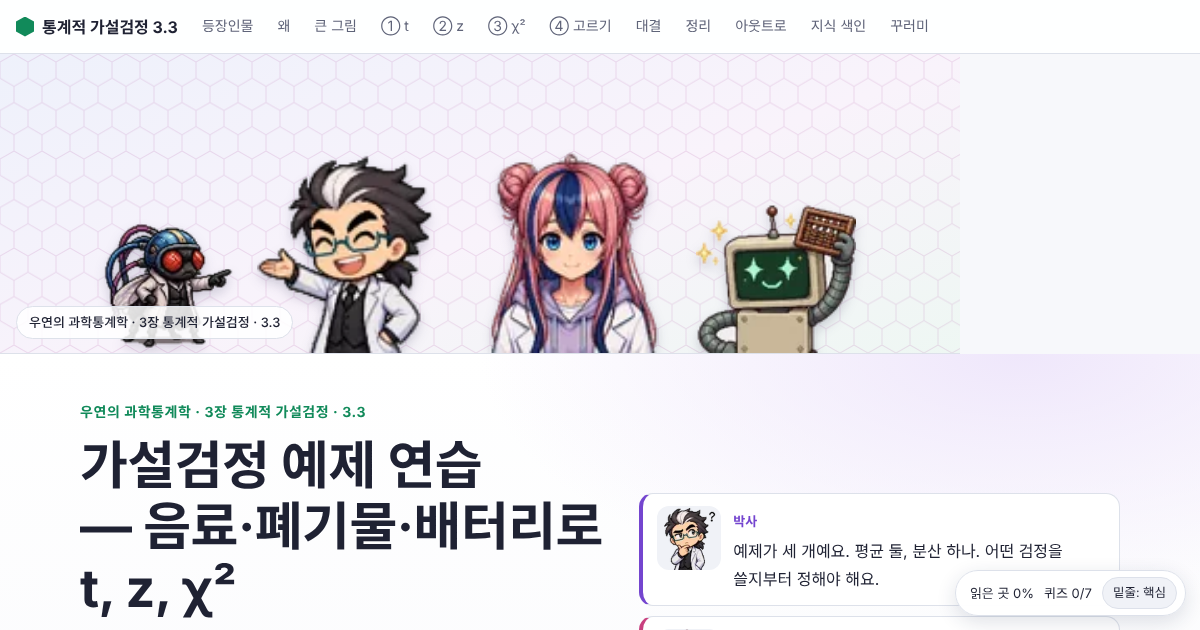 통계적 가설검정 3.3 등장인물 왜 큰 그림 ① t ② z ③ χ² ④ 고르기 대결 정리 아웃트로 지식 색인 꾸러미
우연의 과학통계학 · 3장 통계적 가설검정 · 3.3
우연의 과학통계학 · 3장 통계적 가설검정 · 3.3
가설검정 예제 연습
— 음료·폐기물·배터리로
t, z, χ²
?
박사
예제가 세 개예요. 평균 둘, 분산 하나. 어떤 검정을
쓸지부터 정해야 해요.
읽은 곳 0% 퀴즈 0/7 밑줄: 핵심